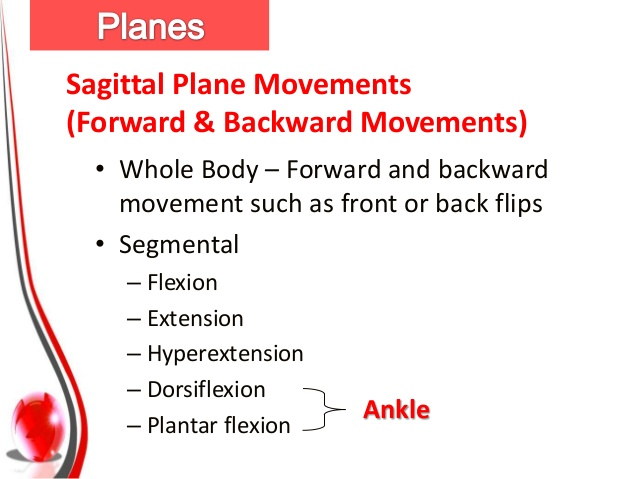 Planes
Sagittal Plane Movements
(Forward & Backward Movements)
• Whole Body – Forward and backward
movement such as front or back flips
• Segmental
– Flexion
– Extension
– Hyperextension
– Dorsiflexion
– Plantar flexion
Ankle